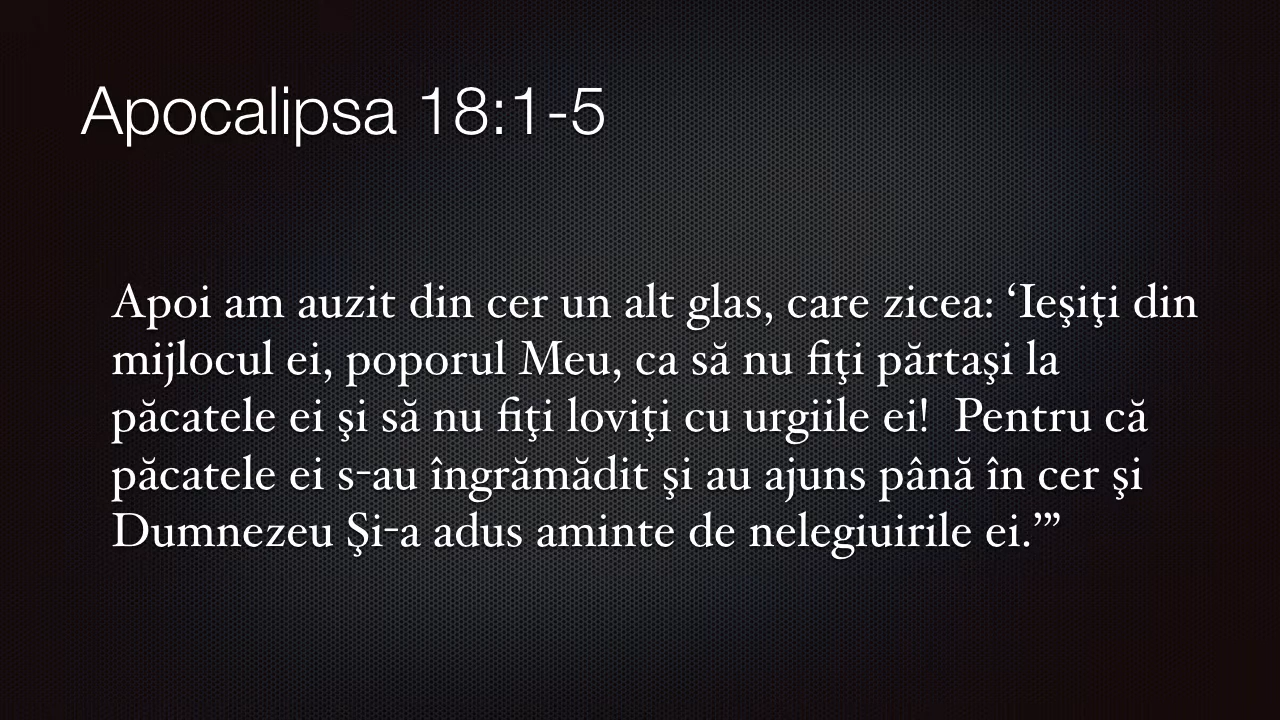 Apocalipsa 18:1-5
Apoi am auzit din cer un alt glas, care zicea: ‘Ieşiţi din
mijlocul ei, poporul Meu, ca să nu fiţi părtaşi la
păcatele ei şi să nu fiţi loviţi cu urgiile ei!  Pentru că
păcatele ei s-au îngrămădit şi au ajuns până în cer şi
Dumnezeu Şi-a adus aminte de nelegiuirile ei.’”